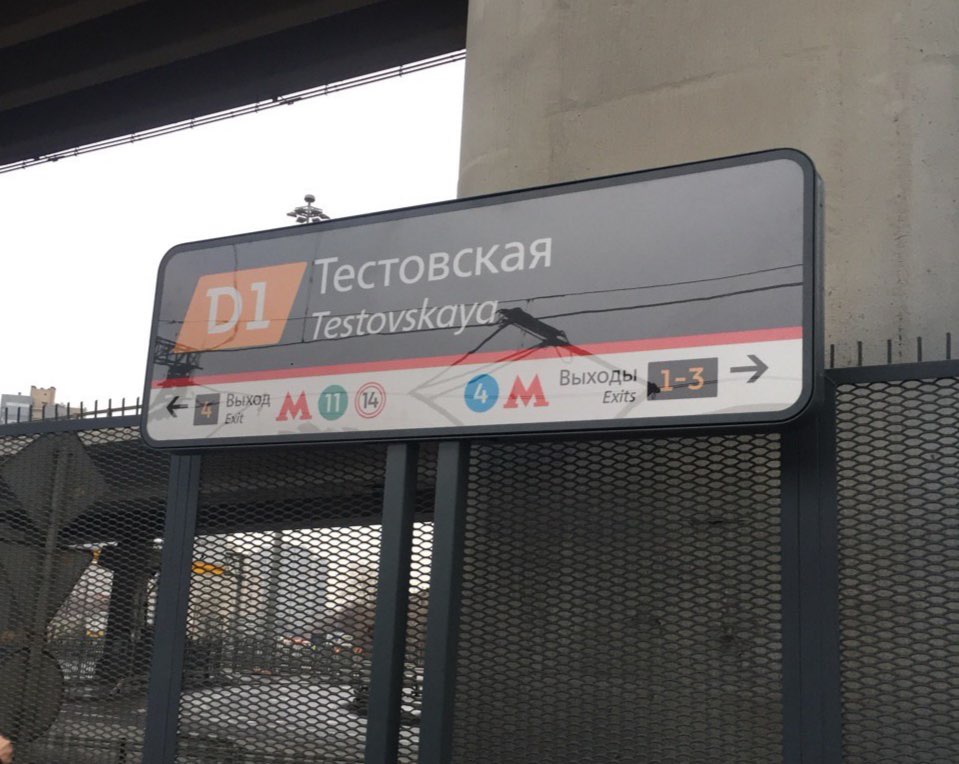 D1 Тестовская
Testovskaya
← 4 Выход М 11 14 4 М Выходы 1-3 →
Exit Exits